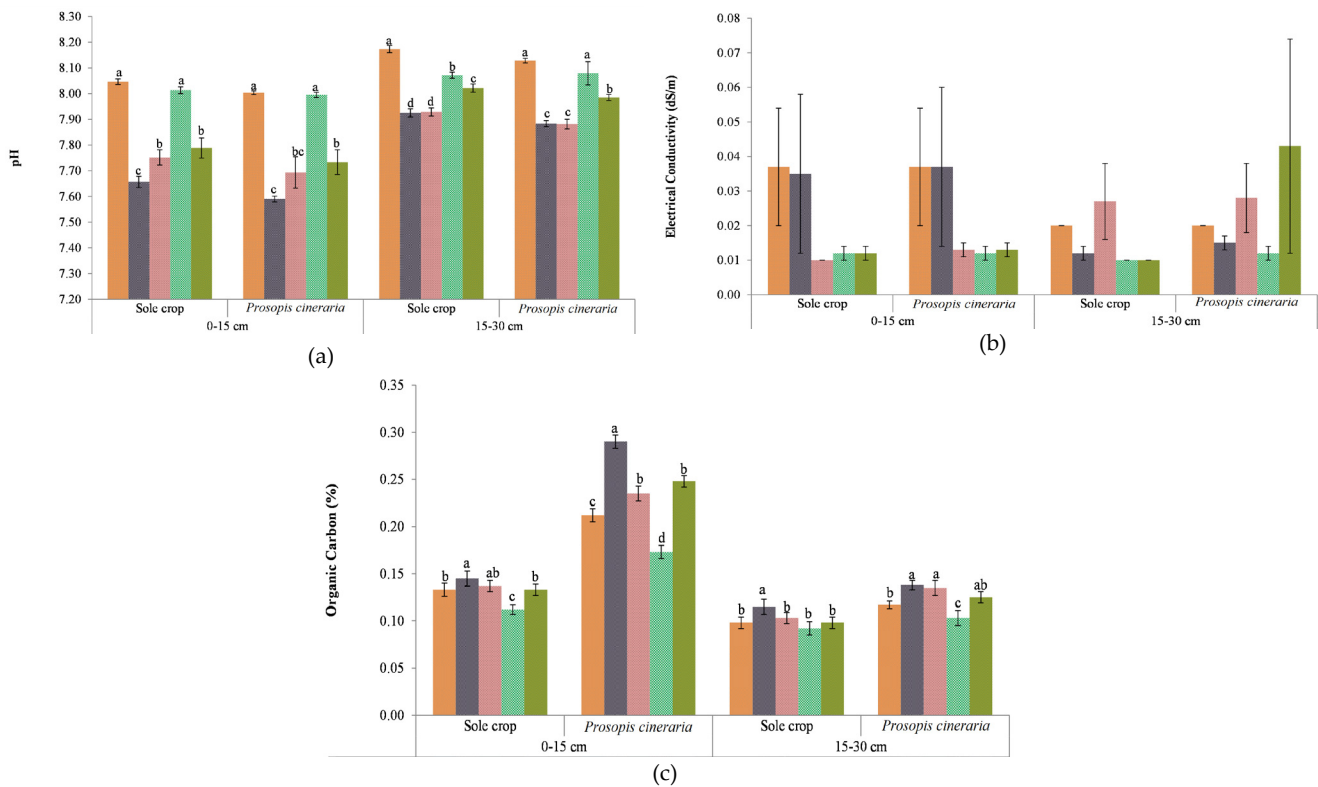 8.30
8.20
8.10
8.00
7.90
7.80
7.70
7.60
7.50
7.40
7.30
7.20
pH
a c b a b
a c bc a b
a d d b c
a c c a b
Sole crop Prosopis cineraria Sole crop Prosopis cineraria
0-15 cm 15-30 cm
(a)
0.08
0.07
0.06
0.05
0.04
0.03
0.02
0.01
0.00
Electrical Conductivity (dS/m)
Sole crop Prosopis cineraria Sole crop Prosopis cineraria
0-15 cm 15-30 cm
(b)
0.35
0.30
0.25
0.20
0.15
0.10
0.05
0.00
Organic Carbon (%)
b a ab c b
c a b d b
b a b b b
b a a c ab
Sole crop Prosopis cineraria Sole crop Prosopis cineraria
0-15 cm 15-30 cm
(c)